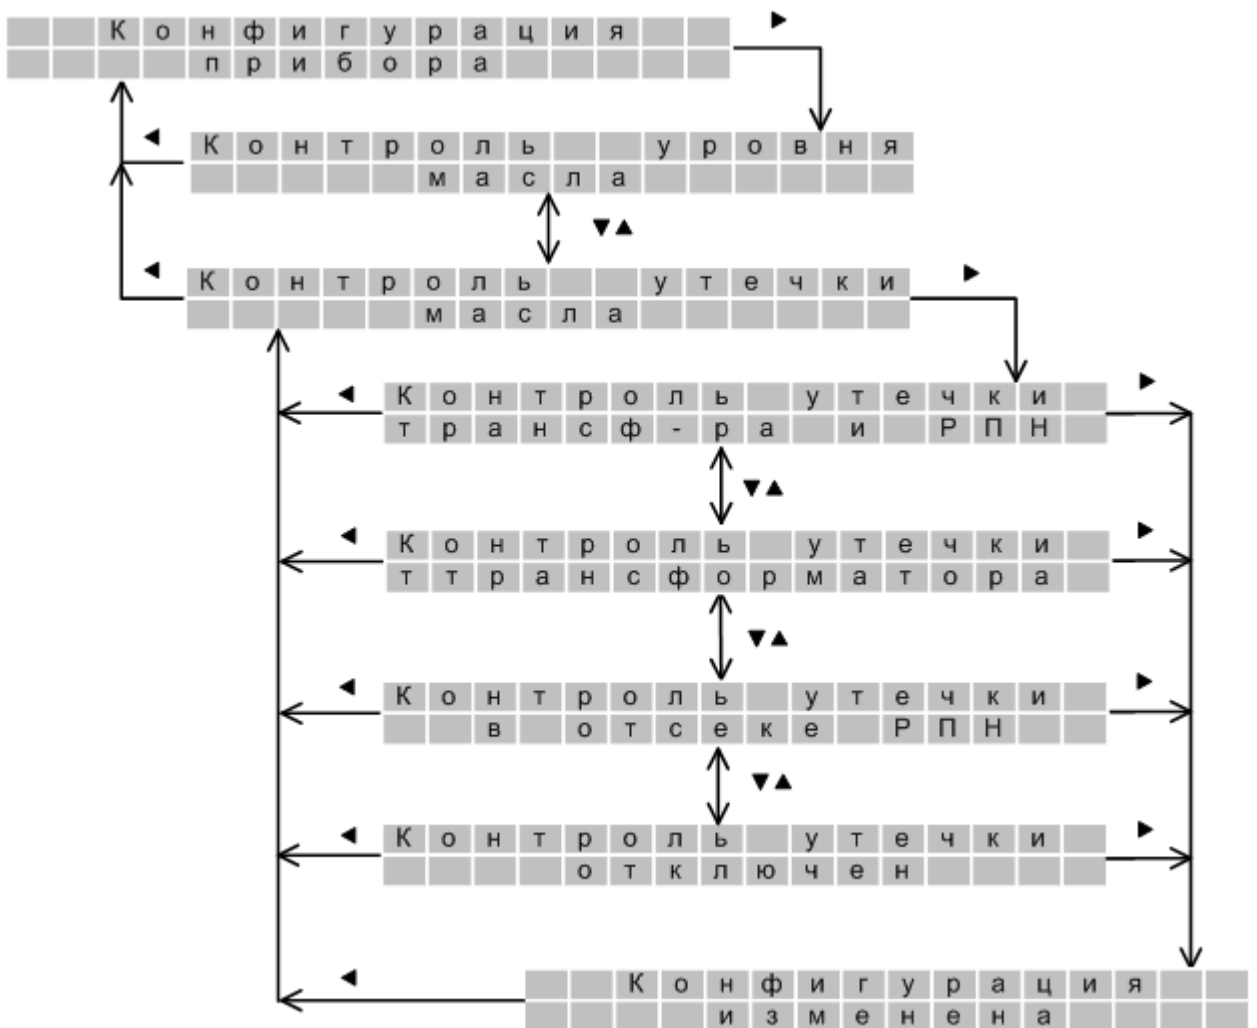 Конфигурация
прибора
Контроль уровня
масла
Контроль утечки
масла
Контроль утечки
трансф-ра и РПН
Контроль утечки
ттрансформатора
Контроль утечки
в отсеке РПН
Контроль утечки
отключен
Конфигурация
изменена